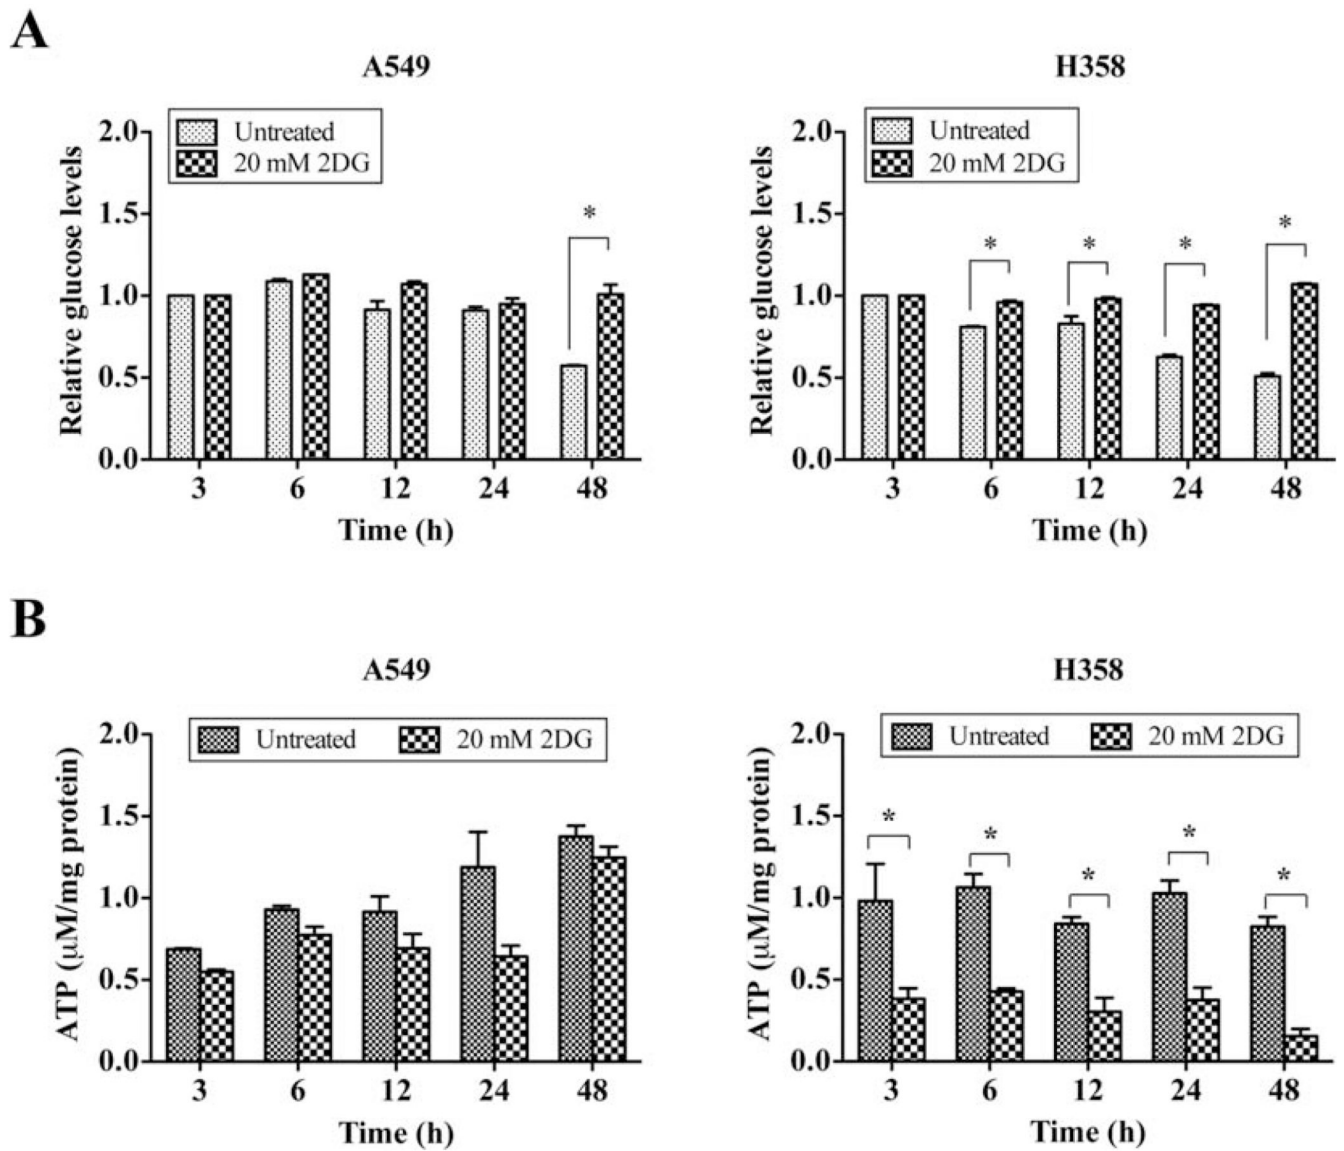 A
A549
H358
Untreated
20 mM 2DG
Untreated
20 mM 2DG
Relative glucose levels
2.0
1.5
1.0
0.5
0.0
*
3 6 12 24 48
Time (h)
Relative glucose levels
2.0
1.5
1.0
0.5
0.0
* * * *
3 6 12 24 48
Time (h)
B
A549
H358
Untreated 20 mM 2DG
Untreated 20 mM 2DG
ATP (μM/mg protein)
2.0
1.5
1.0
0.5
0.0
3 6 12 24 48
Time (h)
ATP (μM/mg protein)
2.0
1.5
1.0
0.5
0.0
* * * * *
3 6 12 24 48
Time (h)